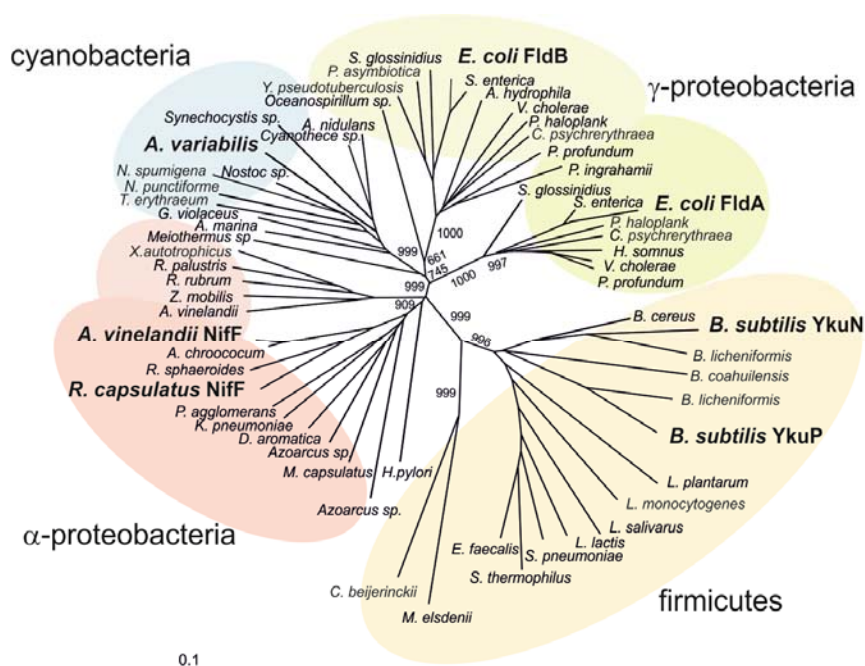 cyanobacteria
S. glossinidius
E. coli FldB
P. asymbiotica
S. enterica
γ-proteobacteria
Y. pseudotuberculosis
A. hydrophila
Oceanospirillum sp.
V. cholerae
Synechocystis sp.
A. nidulans
P. haloplank
Cyanothece sp.
C. psychrerythraea
A. variabilis
P. profundum
N. spumigena
Nostoc sp.
P. ingrahamii
N. punctiforme
S. glossinidius
T. erythraeum
S. enterica
E. coli FldA
G. violaceus
P. haloplank
A. marina
1000
C. psychrerythraea
Meiothermus sp
999
661
H. somnus
X.autotrophicus
745
997
V. cholerae
R. palustris
1000
P. profundum
R. rubrum
999
Z. mobilis
909
A. vinelandii
999
B. cereus
A. vinelandii NifF
996
B. subtilis YkuN
A. chroococum
B. licheniformis
R. sphaeroides
B. coahuilensis
R. capsulatus NifF
999
B. licheniformis
P. agglomerans
K. pneumoniae
B. subtilis YkuP
D. aromatica
Azoarcus sp
M. capsulatus
H.pylori
L. plantarum
L. monocytogenes
Azoarcus sp.
L. salivarus
α-proteobacteria
E. faecalis
L. lactis
S. pneumoniae
S. thermophilus
C. beijerinckii
firmicutes
M. elsdenii
0.1